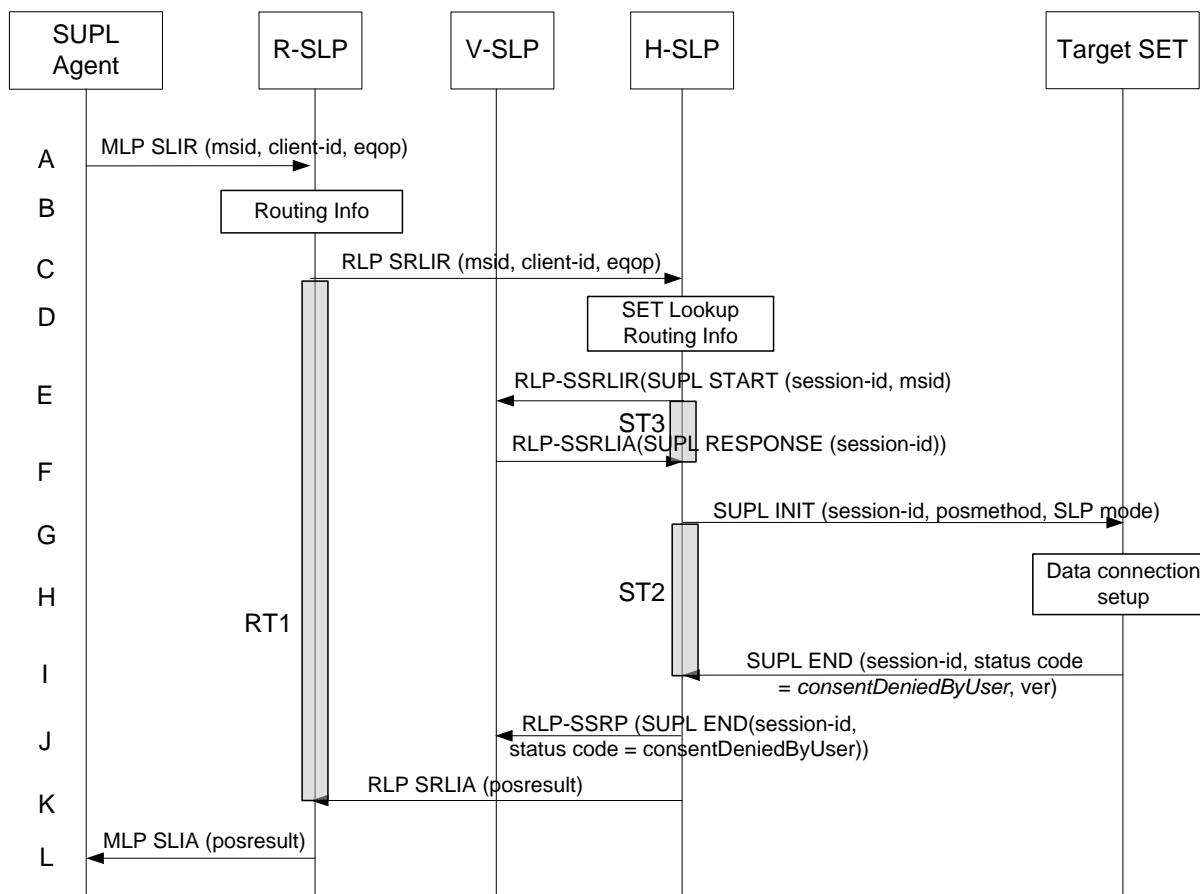 SUPL
Agent
R-SLP
V-SLP
H-SLP
Target SET
A
MLP SLIR (msid, client-id, eqop)
B
Routing Info
C
RLP SRLIR (msid, client-id, eqop)
D
SET Lookup
Routing Info
E
RLP-SSRLIR(SUPL START (session-id, msid)
ST3
F
RLP-SSRLIA(SUPL RESPONSE (session-id))
G
SUPL INIT (session-id, posmethod, SLP mode)
H
Data connection
setup
ST2
RT1
I
SUPL END (session-id, status code
= consentDeniedByUser, ver)
J
RLP-SSRP (SUPL END(session-id,
status code = consentDeniedByUser))
K
RLP SRLIA (posresult)
L
MLP SLIA (posresult)